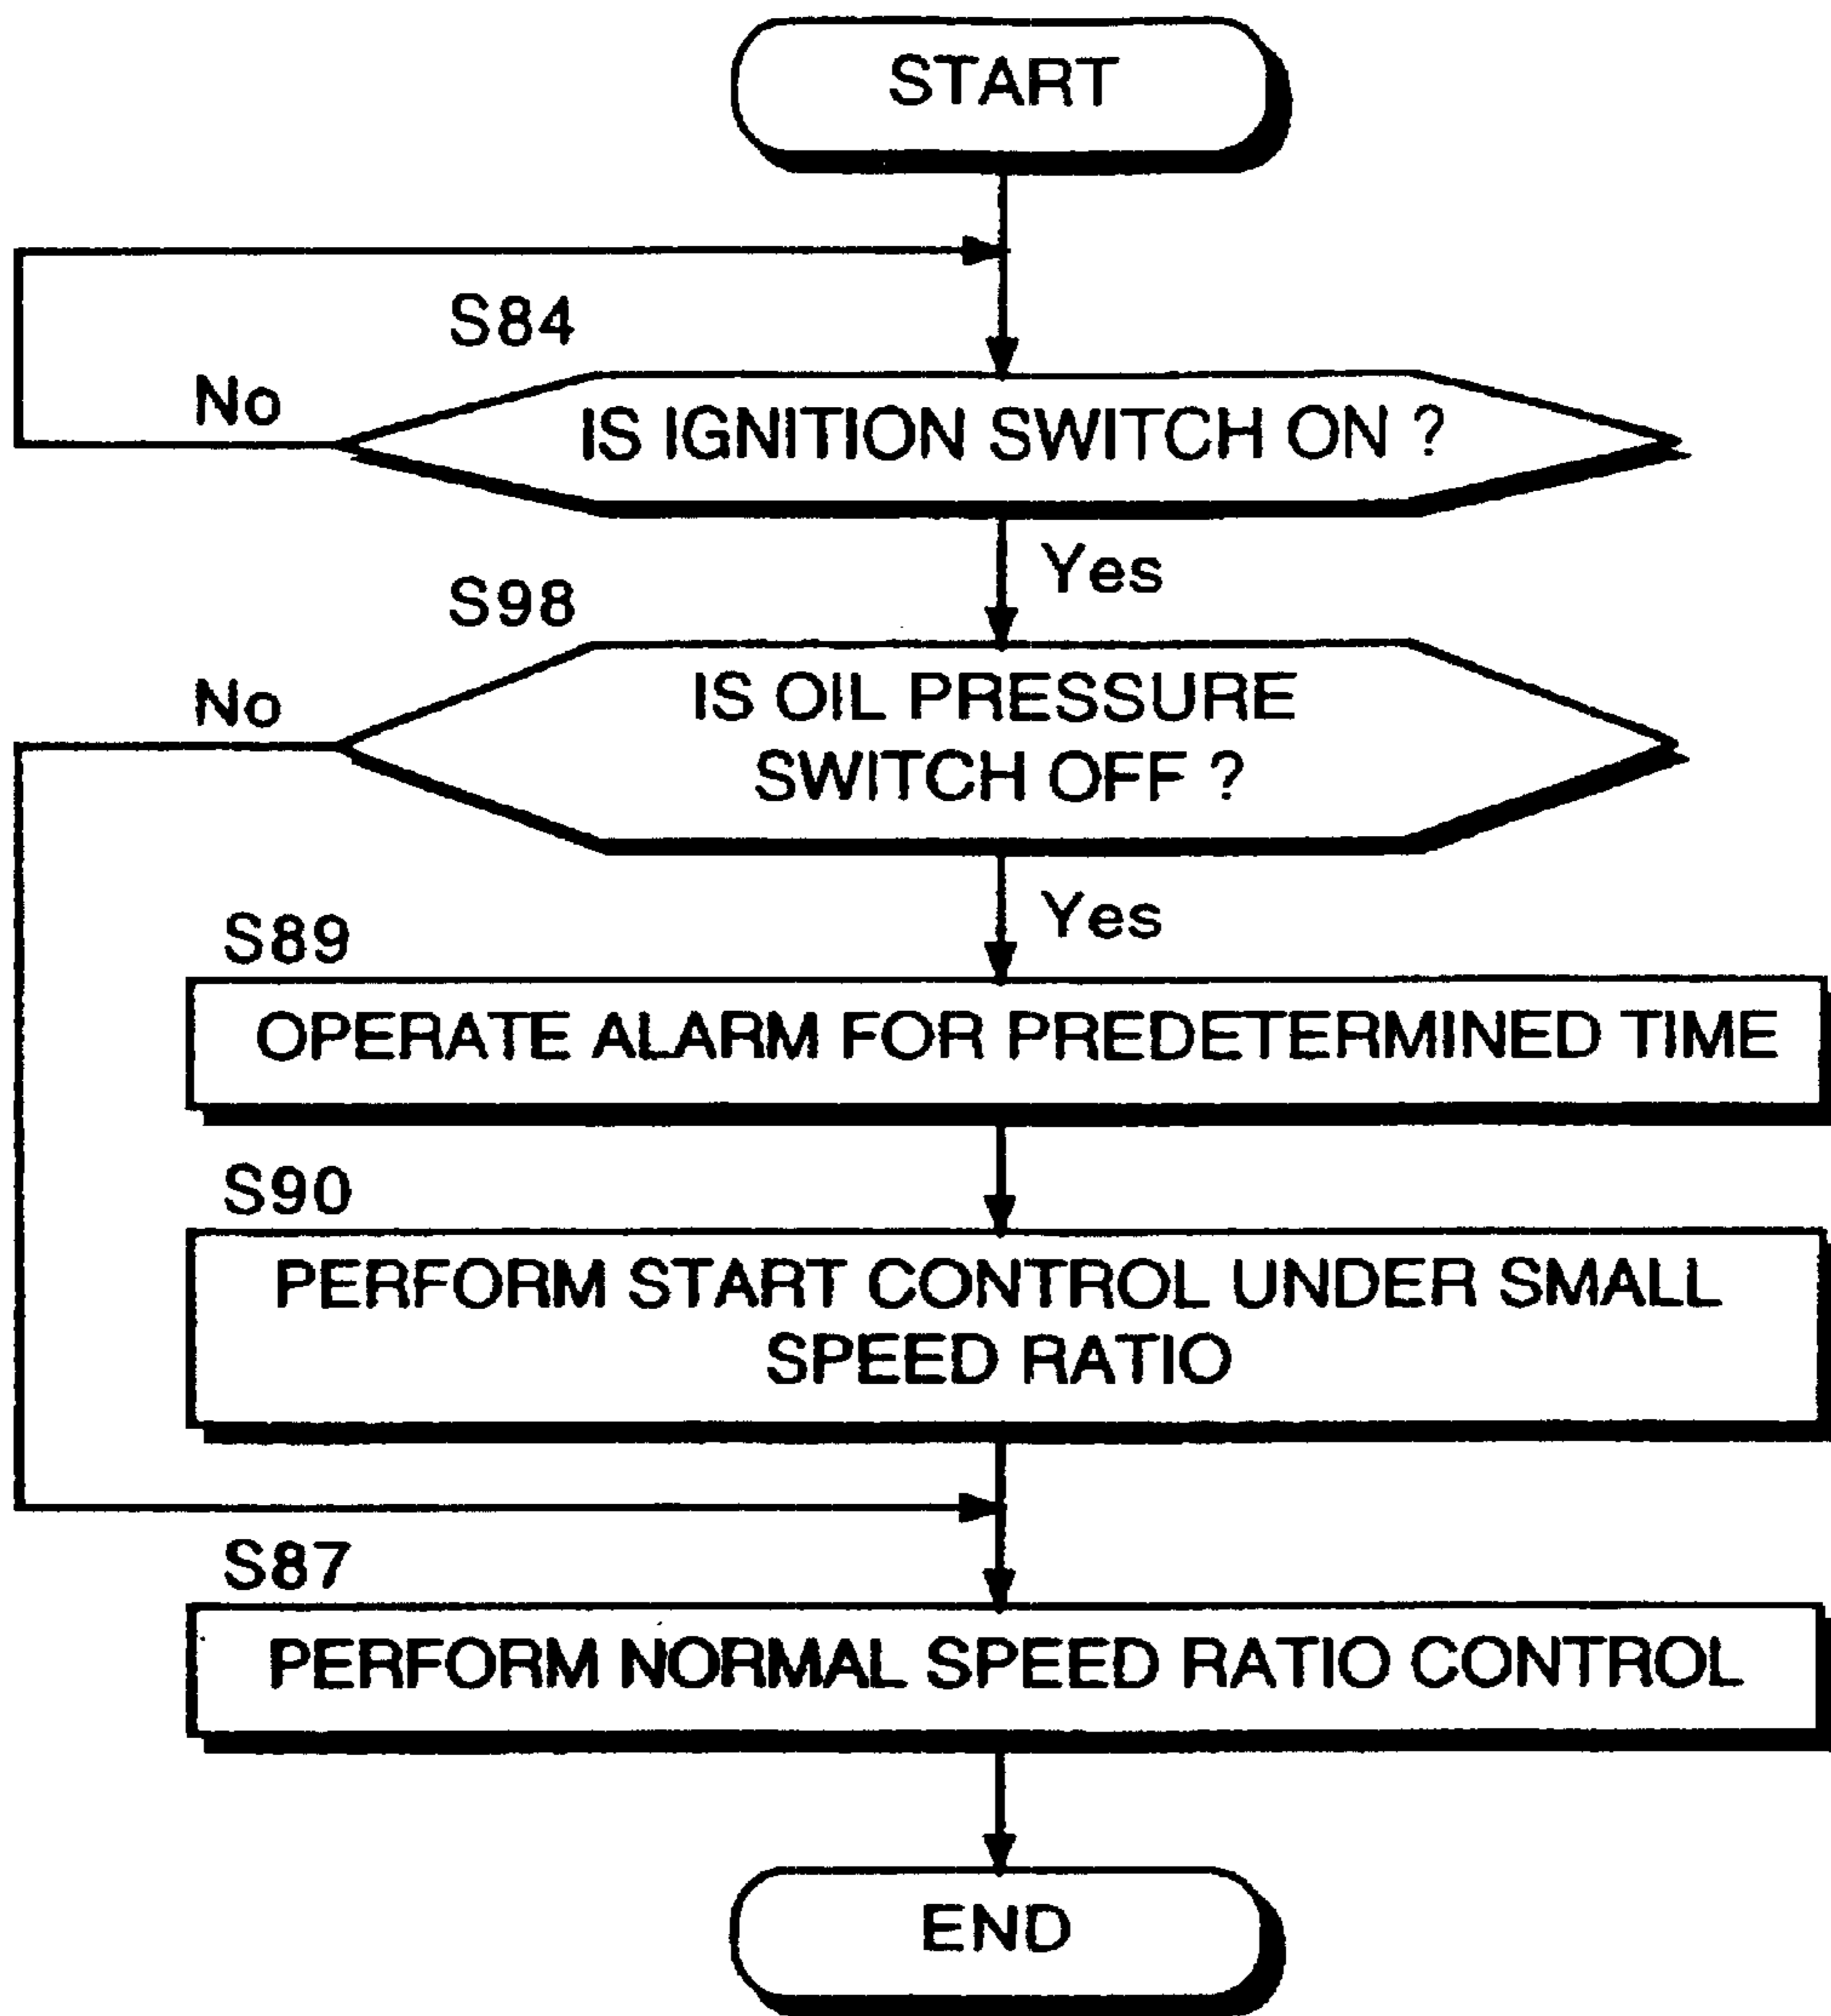 START
S84
No
IS IGNITION SWITCH ON ?
Yes
S98
No
IS OIL PRESSURE
SWITCH OFF ?
Yes
S89
OPERATE ALARM FOR PREDETERMINED TIME
S90
PERFORM START CONTROL UNDER SMALL
SPEED RATIO
S87
PERFORM NORMAL SPEED RATIO CONTROL
END